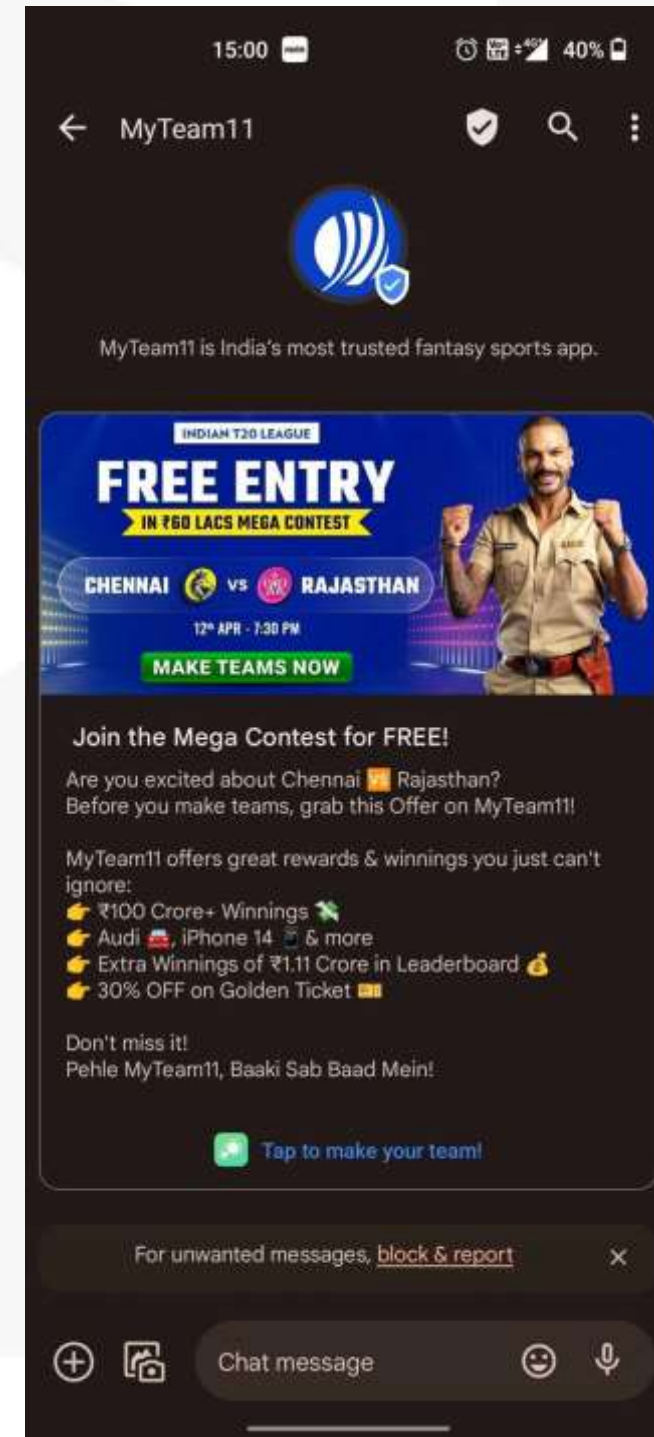 15:00
40%
MyTeam11
MyTeam11 is India's most trusted fantasy sports app.
INDIAN T20 LEAGUE
FREE ENTRY
IN ₹60 LACS MEGA CONTEST
CHENNAI VS RAJASTHAN
12th APR - 7:30 PM
MAKE TEAMS NOW
Join the Mega Contest for FREE!
Are you excited about Chennai 🆚 Rajasthan?
Before you make teams, grab this Offer on MyTeam11!
MyTeam11 offers great rewards & winnings you just can't
ignore:
👉 ₹100 Crore+ Winnings 💸
👉 Audi 🚘, iPhone 14 📱 & more
👉 Extra Winnings of ₹1.11 Crore in Leaderboard 💰
👉 30% OFF on Golden Ticket 🎫
Don't miss it!
Pehle MyTeam11, Baaki Sab Baad Mein!
Tap to make your team!
For unwanted messages, block & report
Chat message